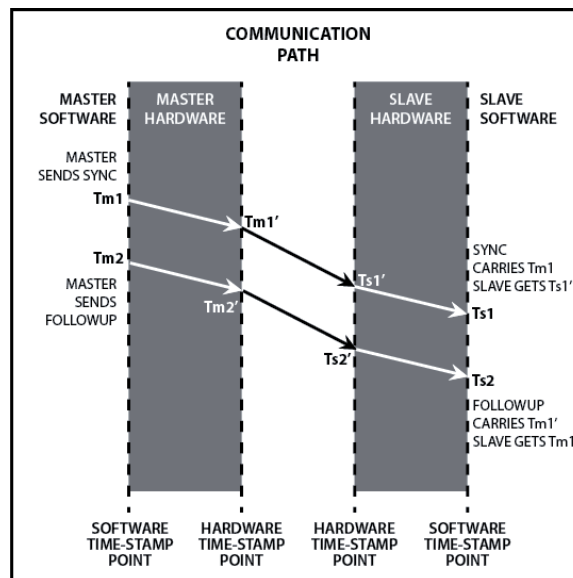 COMMUNICATION
PATH
MASTER
SOFTWARE
MASTER
HARDWARE
SLAVE
HARDWARE
SLAVE
SOFTWARE
MASTER
SENDS SYNC
Tm1
Tm1'
Tm2
MASTER
SENDS
FOLLOWUP
Tm2'
Ts1'
SYNC
CARRIES Tm1
SLAVE GETS Ts1'
Ts1
Ts2'
Ts2
FOLLOWUP
CARRIES Tm1'
SLAVE GETS Tm1
SOFTWARE
TIME-STAMP
POINT
HARDWARE
TIME-STAMP
POINT
HARDWARE
TIME-STAMP
POINT
SOFTWARE
TIME-STAMP
POINT